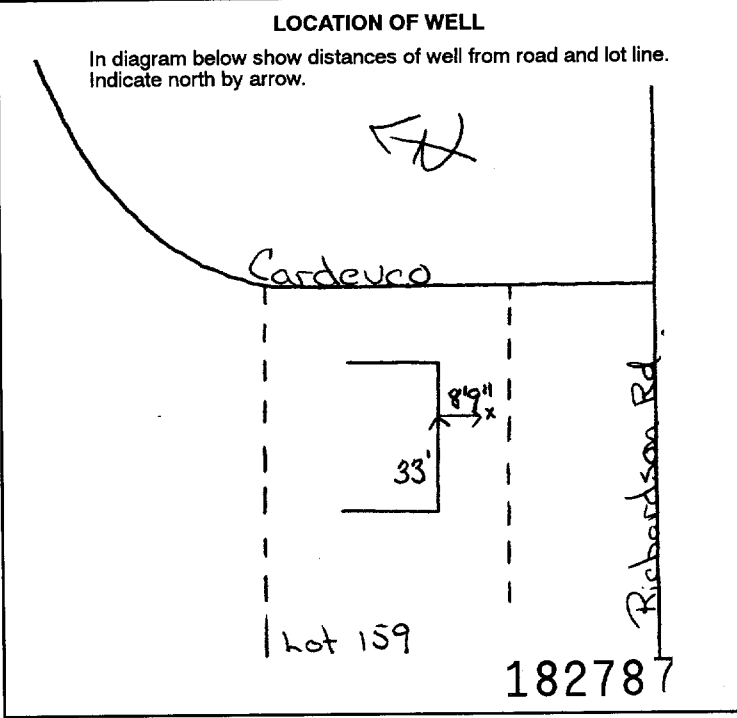 LOCATION OF WELL
In diagram below show distances of well from road and lot line.
Indicate north by arrow.
N
Cardevco
8'9"
x
33'
Richardson Rd.
Lot 159
182787